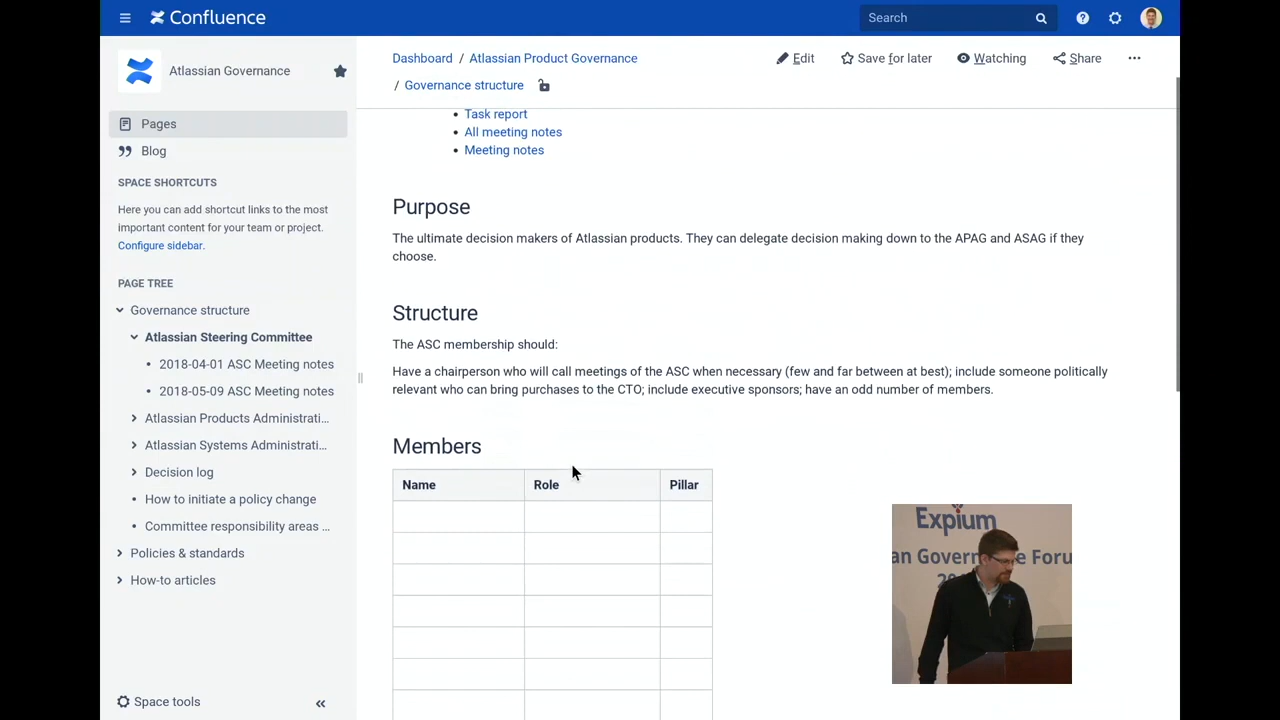 Confluence
Search
Atlassian Governance
Dashboard / Atlassian Product Governance
/ Governance structure
Edit
Save for later
Watching
Share
Pages
Blog
SPACE SHORTCUTS
Here you can add shortcut links to the most
important content for your team or project.
Configure sidebar.
PAGE TREE
Governance structure
Atlassian Steering Committee
2018-04-01 ASC Meeting notes
2018-05-09 ASC Meeting notes
Atlassian Products Administrati...
Atlassian Systems Administrati...
Decision log
How to initiate a policy change
Committee responsibility areas ...
Policies & standards
How-to articles
Space tools
Task report
All meeting notes
Meeting notes
Purpose
The ultimate decision makers of Atlassian products. They can delegate decision making down to the APAG and ASAG if they
choose.
Structure
The ASC membership should:
Have a chairperson who will call meetings of the ASC when necessary (few and far between at best); include someone politically
relevant who can bring purchases to the CTO; include executive sponsors; have an odd number of members.
Members
Name Role Pillar
Expium
an Govern e Foru